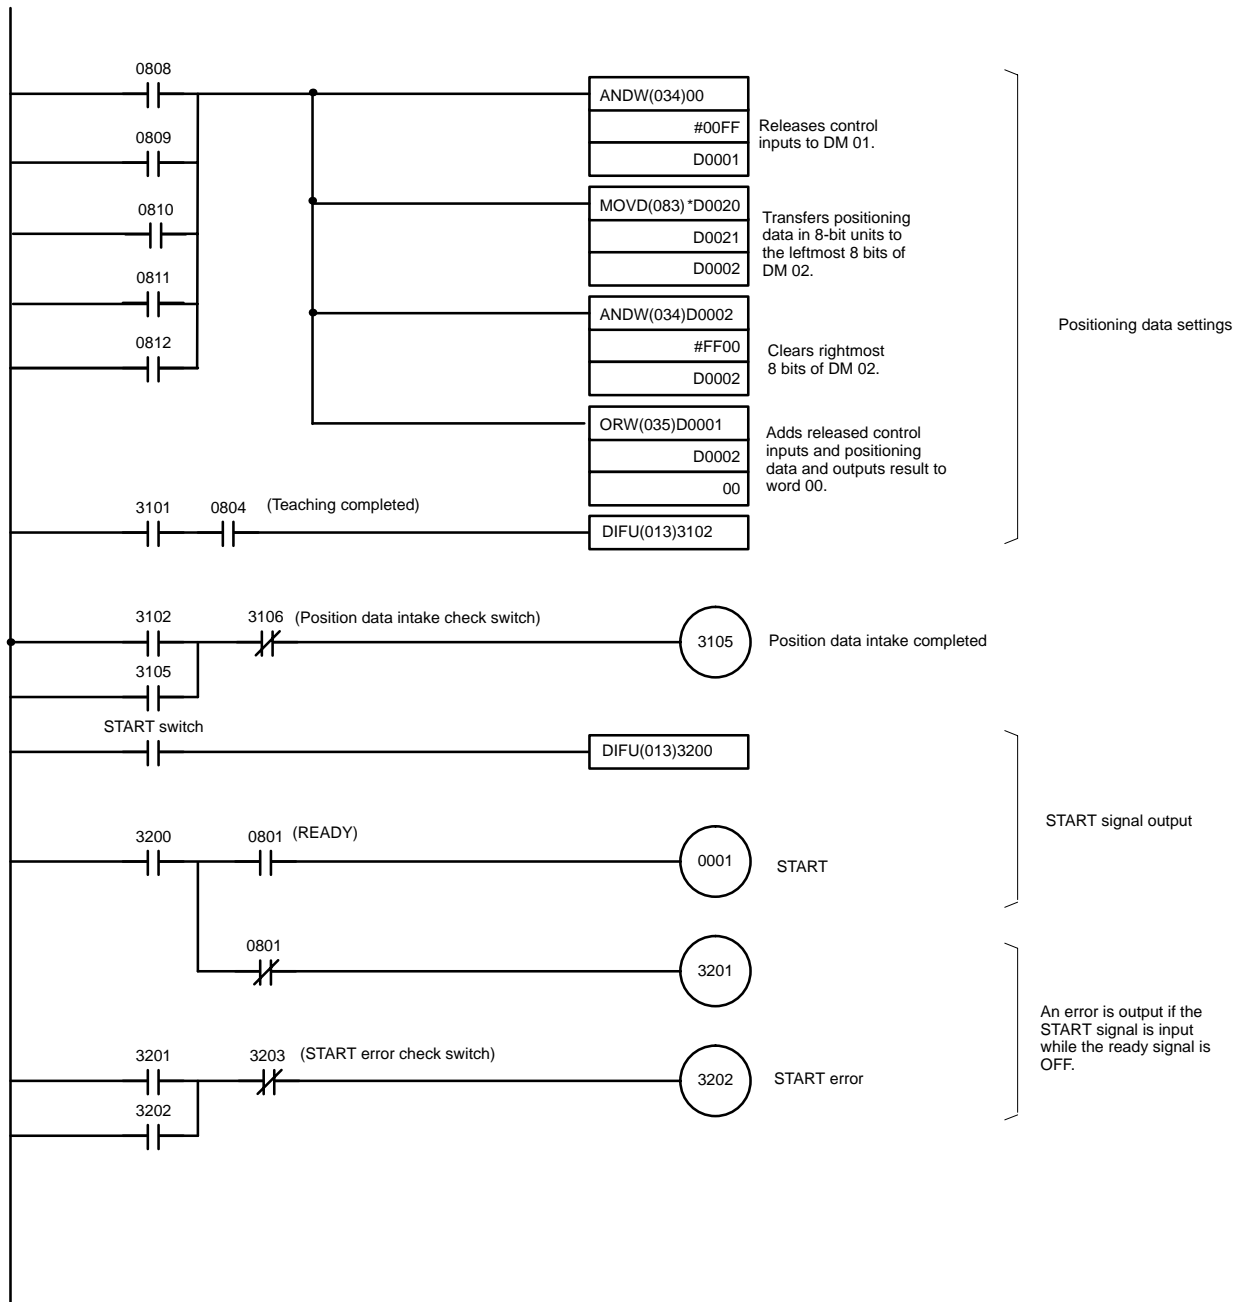 0808
ANDW(034)00
#00FF
D0001
Releases control
inputs to DM 01.
0809
0810
MOVD(083)*D0020
D0021
D0002
Transfers positioning
data in 8-bit units to
the leftmost 8 bits of
DM 02.
0811
ANDW(034)D0002
#FF00
D0002
Clears rightmost
8 bits of DM 02.
0812
Positioning data settings
ORW(035)D0001
D0002
00
Adds released control
inputs and positioning
data and outputs result to
word 00.
3101
0804
(Teaching completed)
DIFU(013)3102
3102
3106
(Position data intake check switch)
3105
Position data intake completed
3105
START switch
DIFU(013)3200
START signal output
3200
0801
(READY)
0001
START
0801
3201
An error is output if the
START signal is input
while the ready signal is
OFF.
3201
3203
(START error check switch)
3202
START error
3202